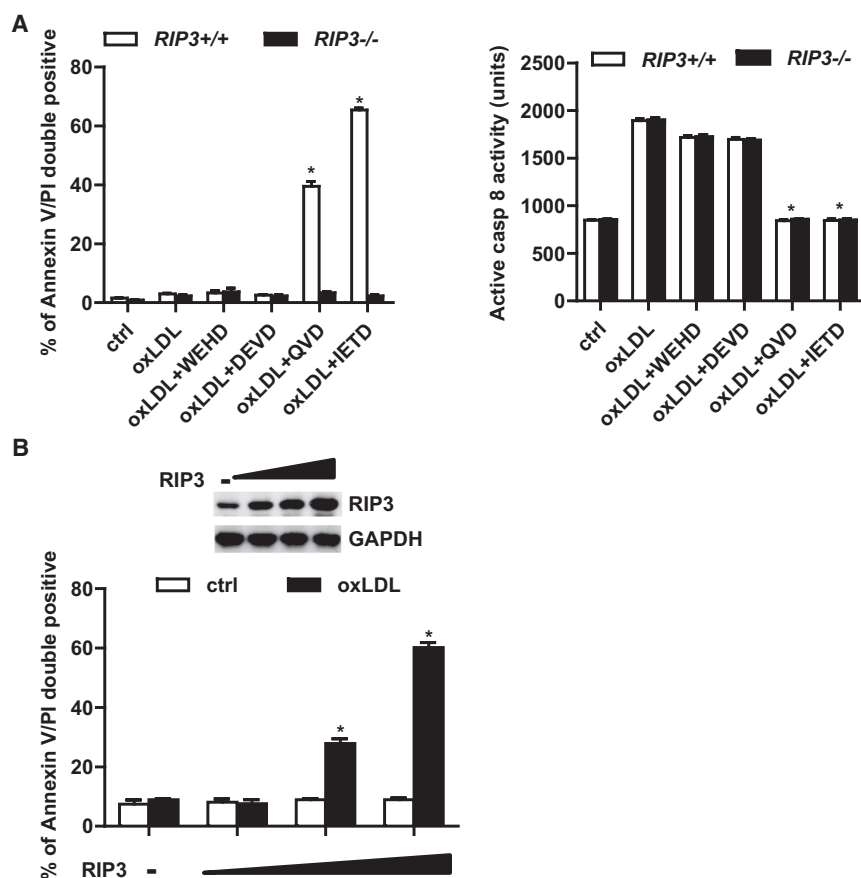 A
RIP3+/+ RIP3-/-
% of Annexin V/PI double positive
80
60
40
20
0
* *
ctrl
oxLDL
oxLDL+WEHD
oxLDL+DEVD
oxLDL+QVD
oxLDL+IETD
RIP3+/+ RIP3-/-
Active casp 8 activity (units)
2500
2000
1500
1000
500
0
* *
ctrl
oxLDL
oxLDL+WEHD
oxLDL+DEVD
oxLDL+QVD
oxLDL+IETD
B
RIP3 -
RIP3
GAPDH
ctrl oxLDL
% of Annexin V/PI double positive
80
60
40
20
0
* *
RIP3 -